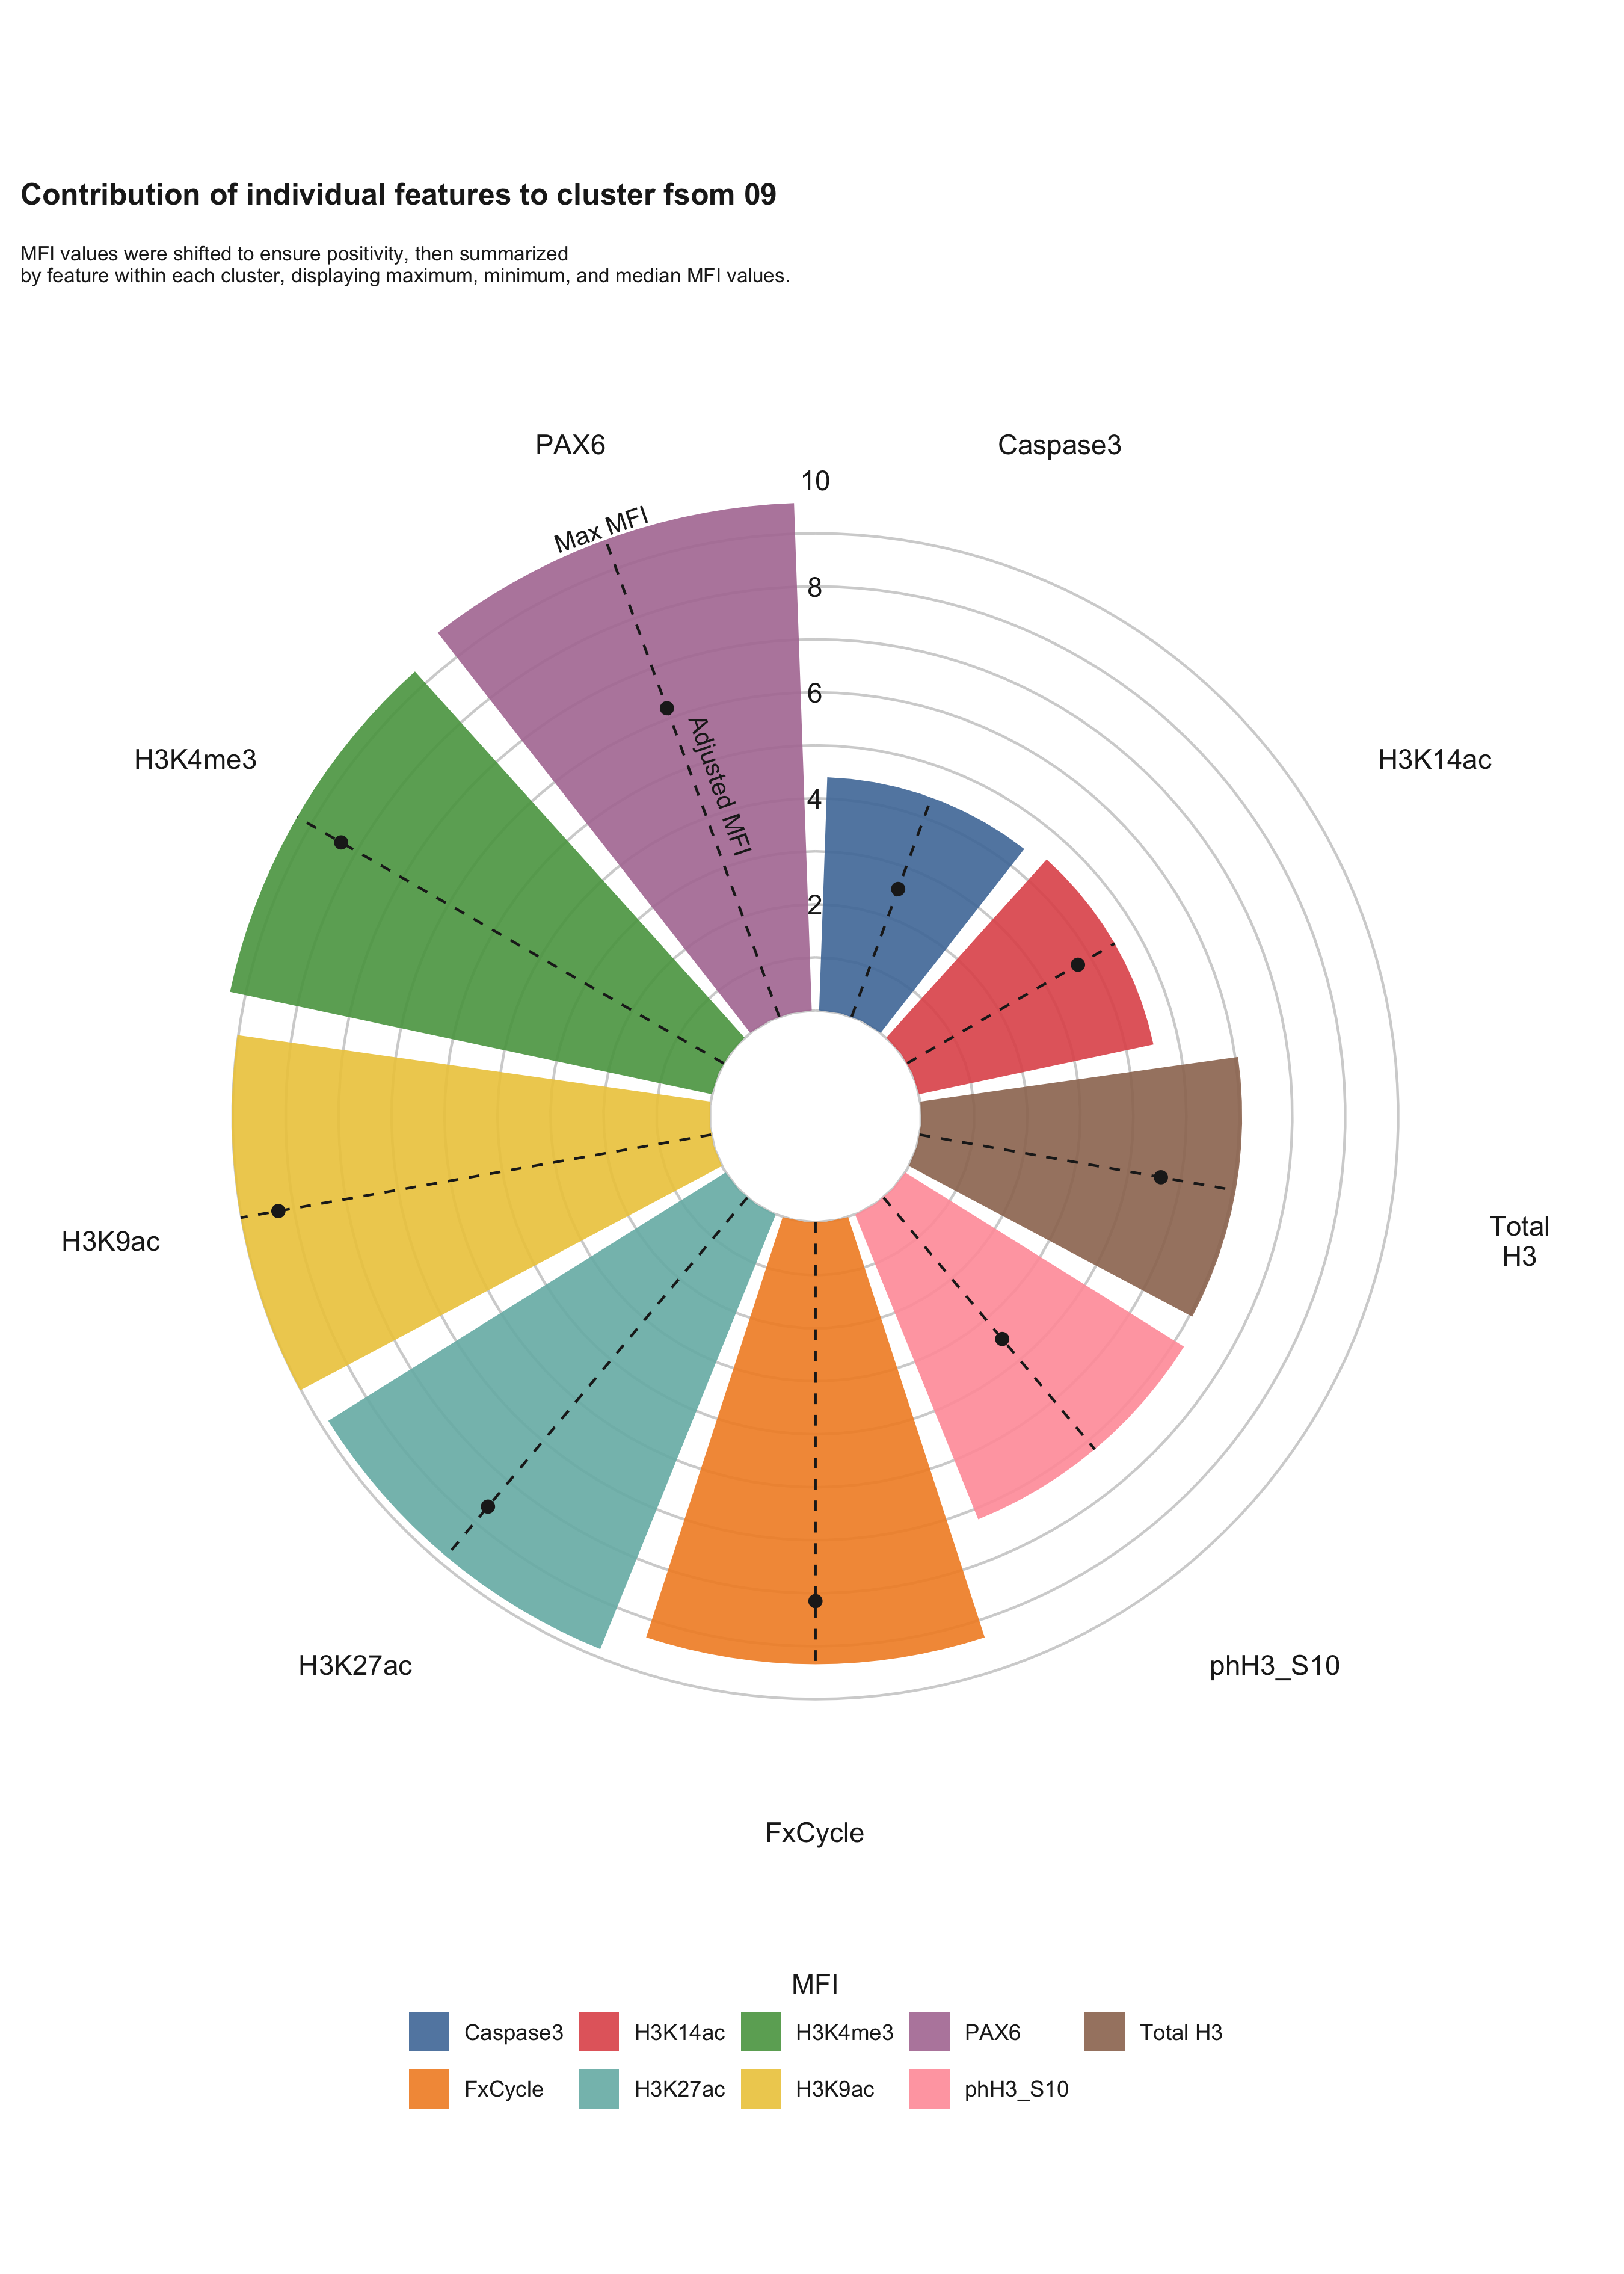 Contribution of individual features to cluster fsom 09
MFI values were shifted to ensure positivity, then summarized
by feature within each cluster, displaying maximum, minimum, and median MFI values.
PAX6
Caspase3
10
Max MFI
8
6
H3K4me3
H3K14ac
Adjusted MFI
4
2
H3K9ac
Total
H3
H3K27ac
phH3_S10
FxCycle
MFI
Caspase3
H3K14ac
H3K4me3
PAX6
Total H3
FxCycle
H3K27ac
H3K9ac
phH3_S10